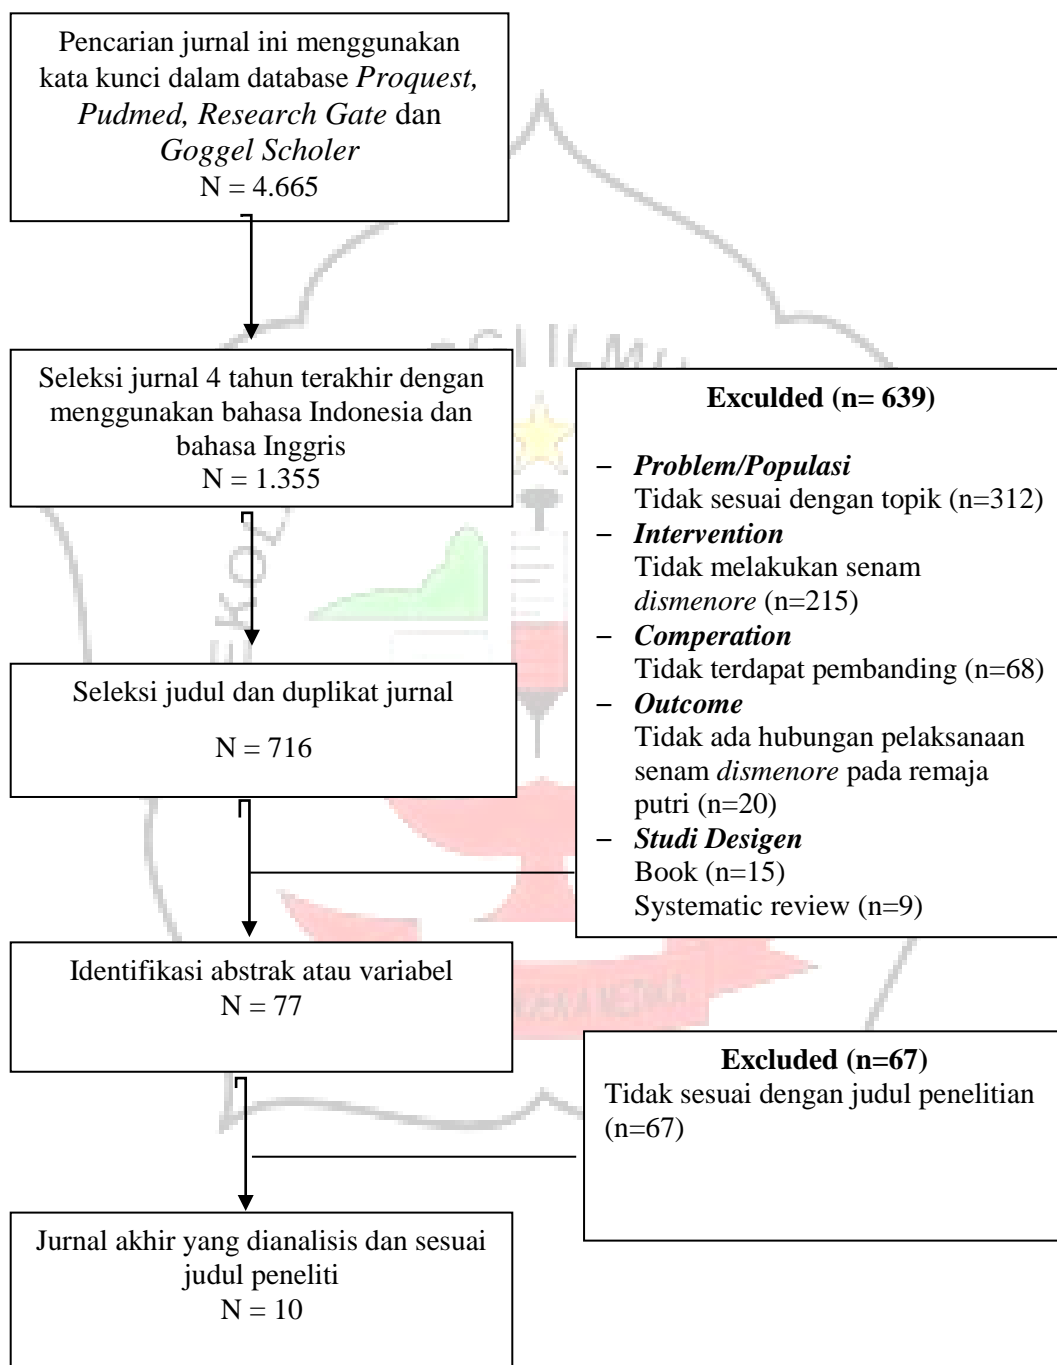 Pencarian jurnal ini menggunakan
kata kunci dalam database Proquest,
Pudmed, Research Gate dan
Goggel Scholer
N = 4.665
Seleksi jurnal 4 tahun terakhir dengan
menggunakan bahasa Indonesia dan
bahasa Inggris
N = 1.355
Exculded (n= 639)
– Problem/Populasi
Tidak sesuai dengan topik (n=312)
– Intervention
Tidak melakukan senam
dismenore (n=215)
– Comperation
Tidak terdapat pembanding (n=68)
– Outcome
Tidak ada hubungan pelaksanaan
senam dismenore pada remaja
putri (n=20)
– Studi Desigen
Book (n=15)
Systematic review (n=9)
Seleksi judul dan duplikat jurnal
N = 716
Identifikasi abstrak atau variabel
N = 77
Excluded (n=67)
Tidak sesuai dengan judul penelitian
(n=67)
Jurnal akhir yang dianalisis dan sesuai
judul peneliti
N = 10